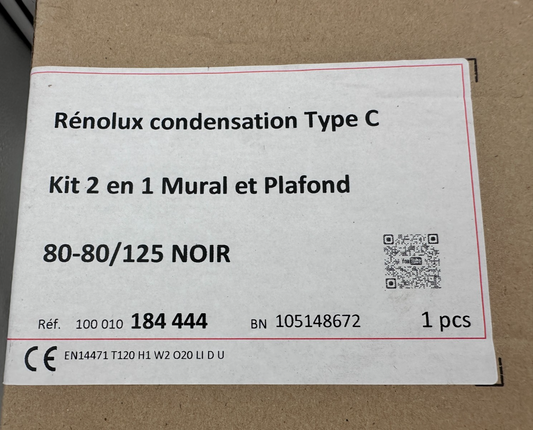 Rénolux condensation Type C
Kit 2 en 1 Mural et Plafond
80-80/125 NOIR
YouTube
Réf. 100 010 184 444 BN 105148672 1 pcs
CE EN14471 T120 H1 W2 O20 LI D U